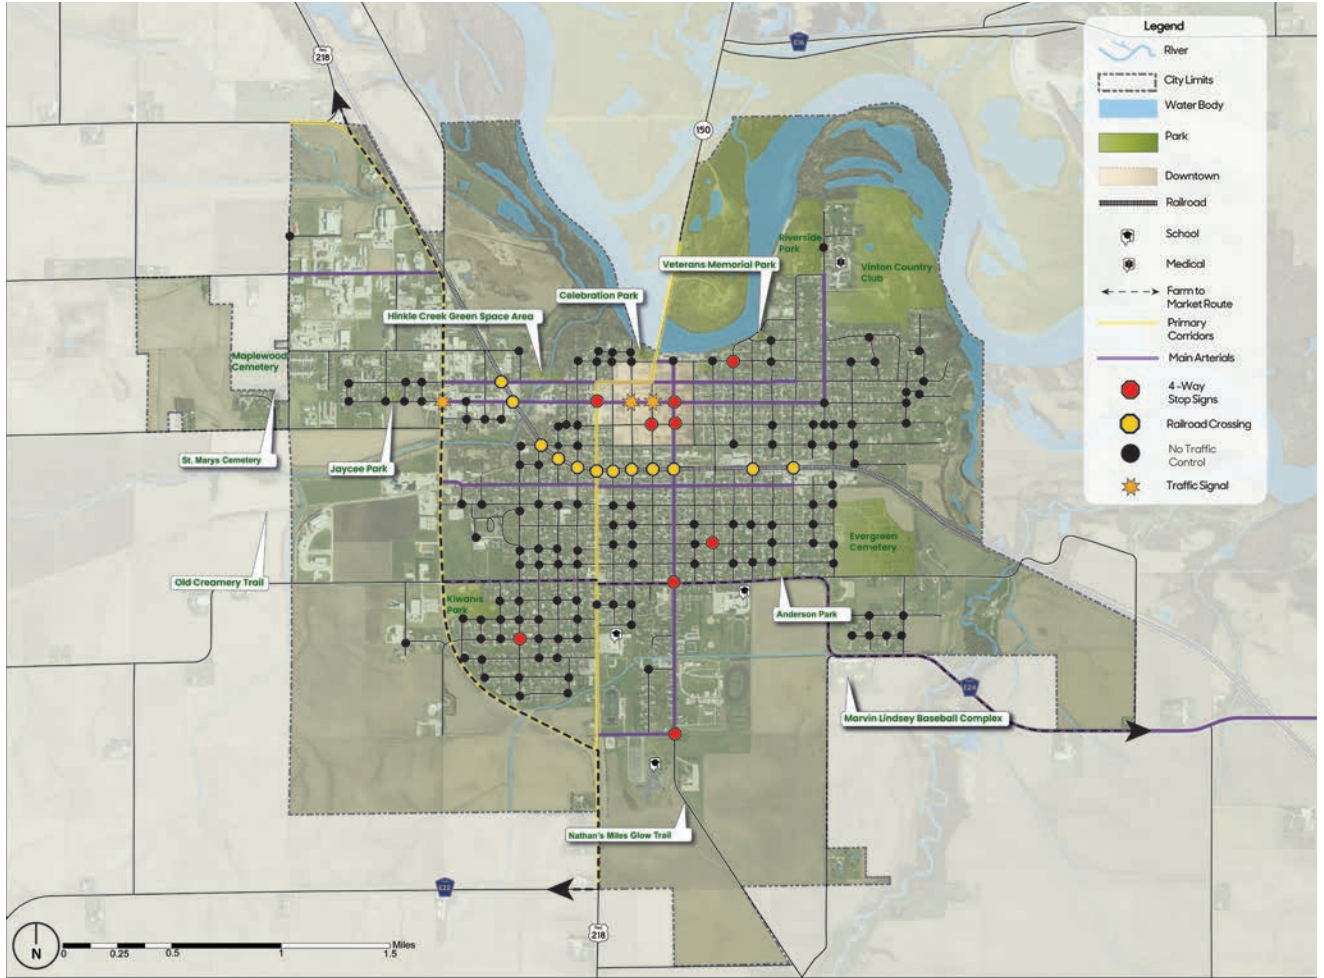 Legend
River
City Limits
Water Body
Park
Downtown
Railroad
School
Medical
Farm to
Market Route
Primary
Corridors
Main Arterials
4-Way
Stop Signs
Railroad Crossing
No Traffic
Control
Traffic Signal
218
E16
150
Riverside
Park
Veterans Memorial Park
Vinton Country
Club
Celebration Park
Hinkle Creek Green Space Area
Maplewood
Cemetery
St. Marys Cemetery
Jaycee Park
Old Creamery Trail
Evergreen
Cemetery
Kiwanis
Park
Anderson Park
E24
Marvin Lindsey Baseball Complex
Nathan's Miles Glow Trail
E22
218
N
0
0.25
0.5
1
1.5
Miles